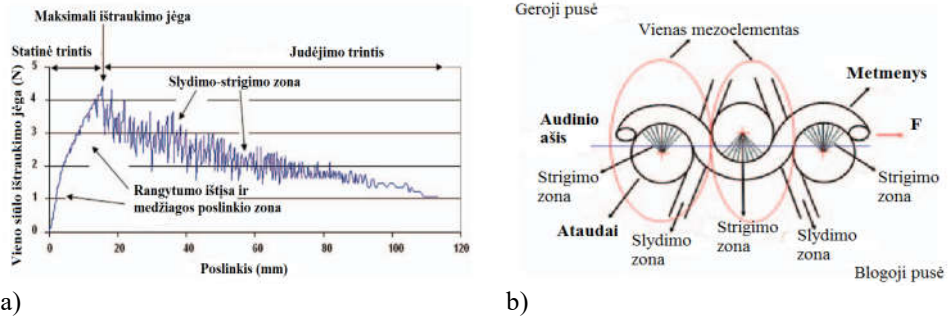 Maksimali ištraukimo jėga
Statinė trintis
Judėjimo trintis
Slydimo-strigimo zona
Rangytumo ištįsa ir
medžiagos poslinkio zona
Vieno siūlo ištraukimo jėga (N)
5
4
3
2
1
0
0
20
40
60
80
100
120
Poslinkis (mm)
a)
Geroji pusė
Vienas mezoelementas
Metmenys
F
Audinio
ašis
Strigimo
zona
Ataudai
Slydimo
zona
Strigimo
zona
Slydimo
zona
Strigimo
zona
Blogoji pusė
b)